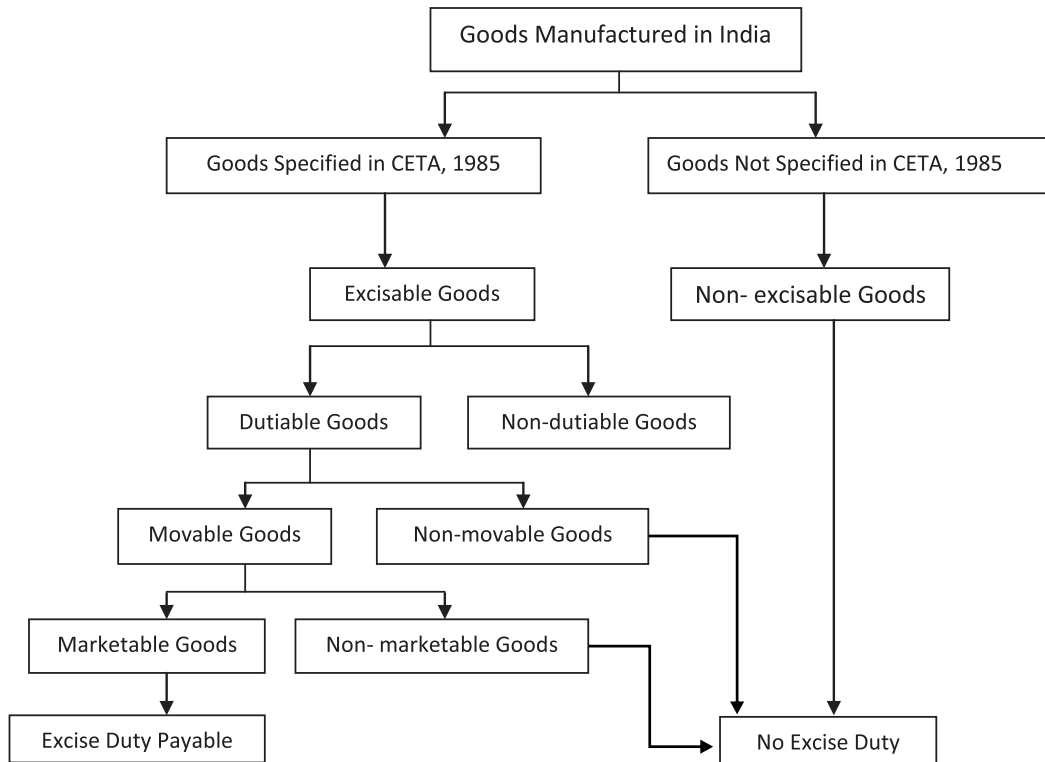 Goods Manufactured in India
Goods Specified in CETA, 1985
Goods Not Specified in CETA, 1985
Excisable Goods
Non- excisable Goods
Dutiable Goods
Non-dutiable Goods
Movable Goods
Non-movable Goods
Marketable Goods
Non- marketable Goods
Excise Duty Payable
No Excise Duty